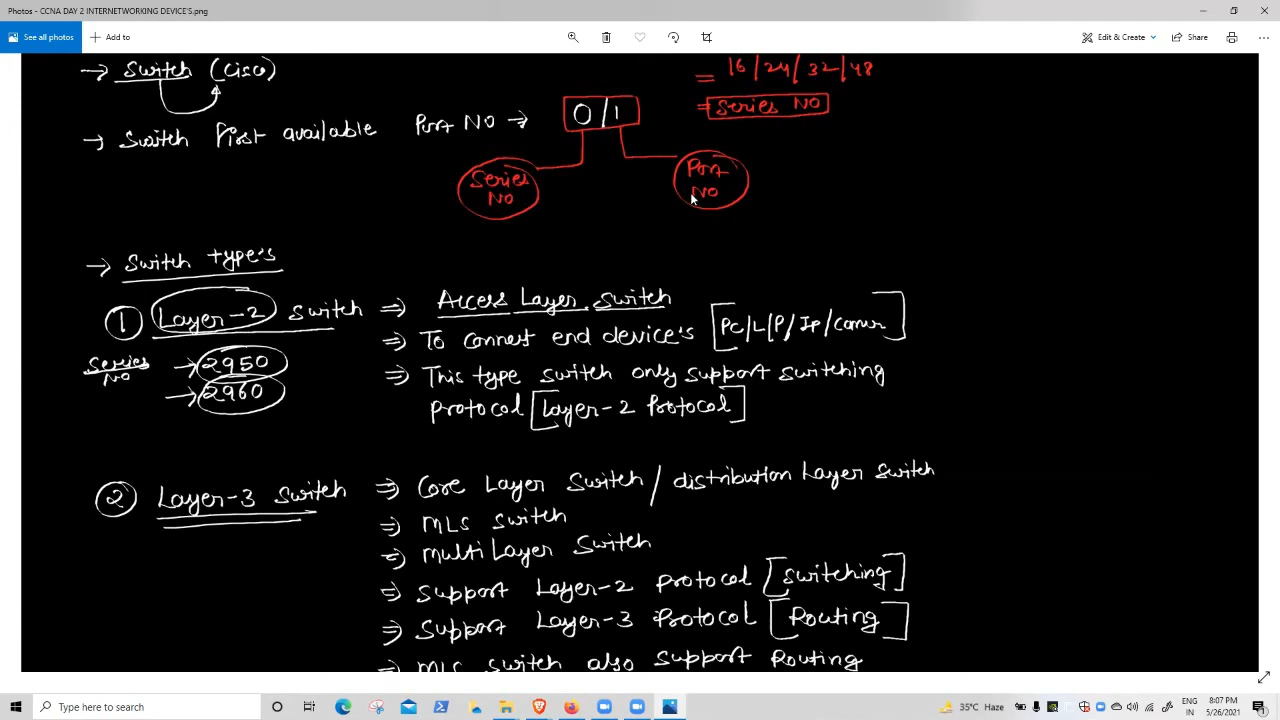 Photos - CCNA DAY 2 INTERNETWORKING DEVICE'S.png
See all photos
Add to
Edit & Create
Share
→ Switch (Cisco)
= 16/24/32/48
= Series No
→ Switch First available Port No ⇒ 0/1
Series No
Port No
→ Switch type's
① Layer-2 Switch ⇒ Access Layer Switch
⇒ To connect end device's [PC/L/P/IP/Camer]
Series No → 2950
→ 2960
⇒ This type switch only support switching
protocol [Layer-2 Protocol]
② Layer-3 Switch ⇒ Core Layer Switch / distribution Layer Switch
⇒ MLS Switch
⇒ Multi Layer Switch
⇒ Support Layer-2 Protocol [Switching]
⇒ Support Layer-3 Protocol [Routing]
⇒ MLS Switch also Support Routing
Type here to search
35°C Haze
ENG
IN
8:07 PM
5/26/2021